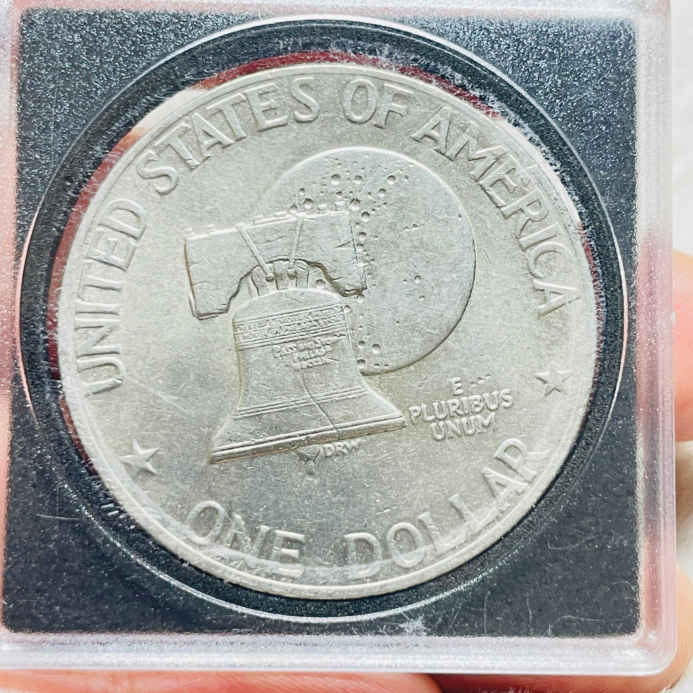 UNITED STATES OF AMERICA
E
PLURIBUS
UNUM
DRW
ONE DOLLAR